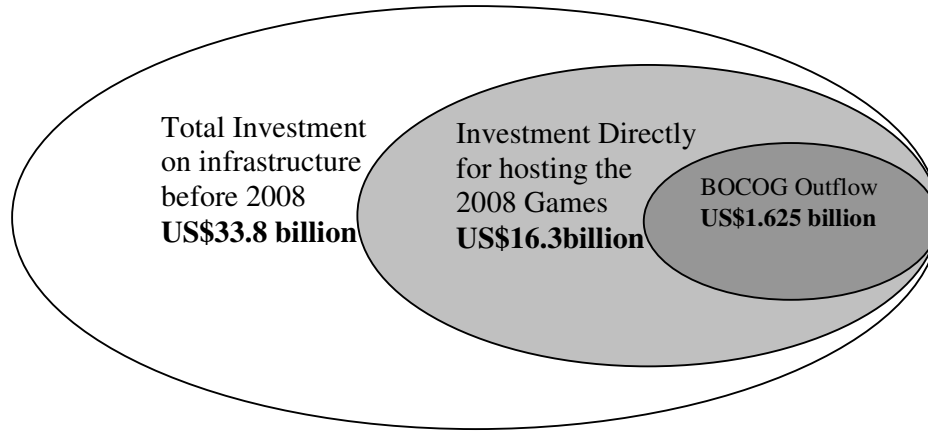 Total Investment
on infrastructure
before 2008
US$33.8 billion
Investment Directly
for hosting the
2008 Games
US$16.3billion
BOCOG Outflow
US$1.625 billion